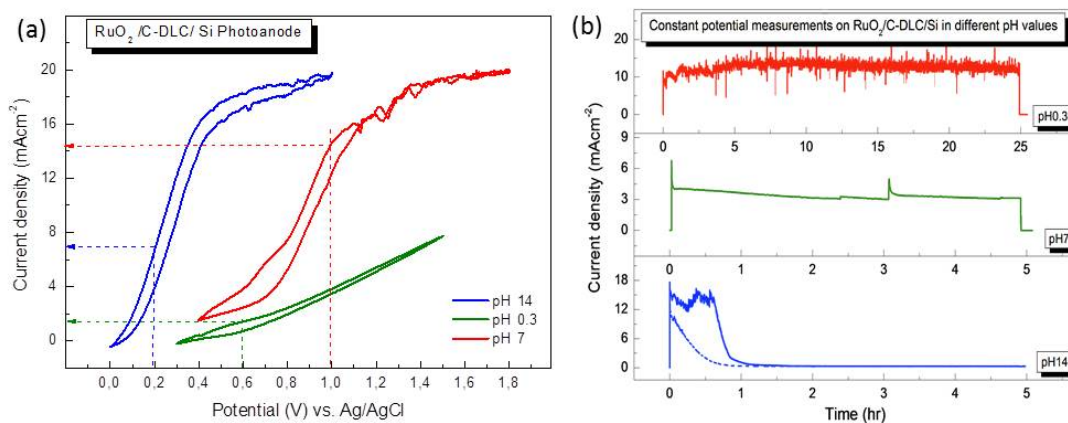 (a)
RuO2 /C-DLC/ Si Photoanode
20
16
12
8
4
0
Current density (mAcm-2)
pH 14
pH 0.3
pH 7
0,0 0,2 0,4 0,6 0,8 1,0 1,2 1,4 1,6 1,8
Potential (V) vs. Ag/AgCl
(b)
Constant potential measurements on RuO2/C-DLC/Si in different pH values
20
10
0
pH0.3
0 5 10 15 20 25
9
6
3
0
pH7
0 1 2 3 4 5
18
12
6
0
pH14
0 1 2 3 4 5
Current density (mAcm-2)
Time (hr)